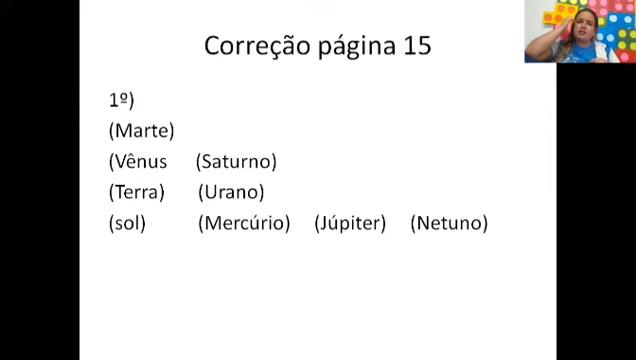 Correção página 15
1º)
(Marte)
(Vênus (Saturno)
(Terra) (Urano)
(sol) (Mercúrio) (Júpiter) (Netuno)